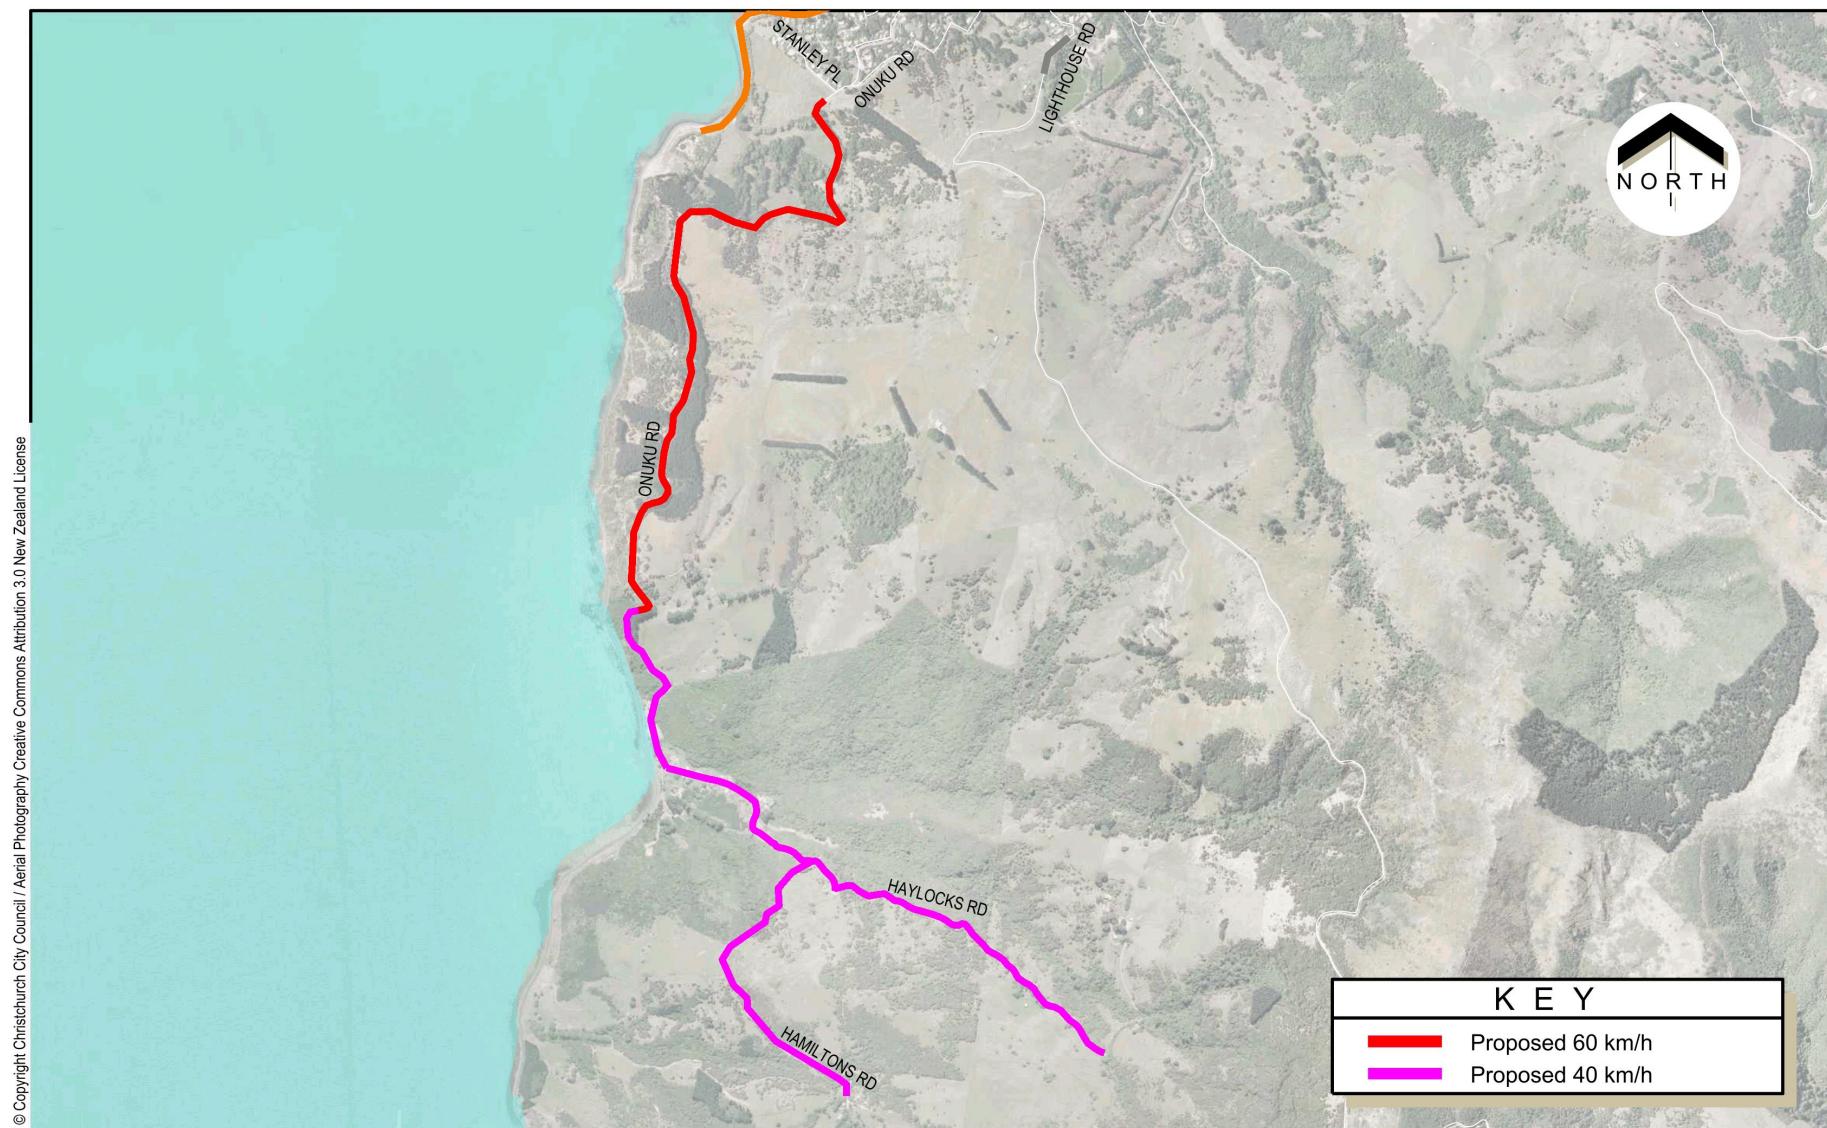 STANLEY PL
ONUKU RD
LIGHTHOUSE RD
NORTH
ONUKU RD
HAYLOCKS RD
HAMILTONS RD
KEY
Proposed 60 km/h
Proposed 40 km/h
© Copyright Christchurch City Council / Aerial Photography Creative Commons Attribution 3.0 New Zealand License